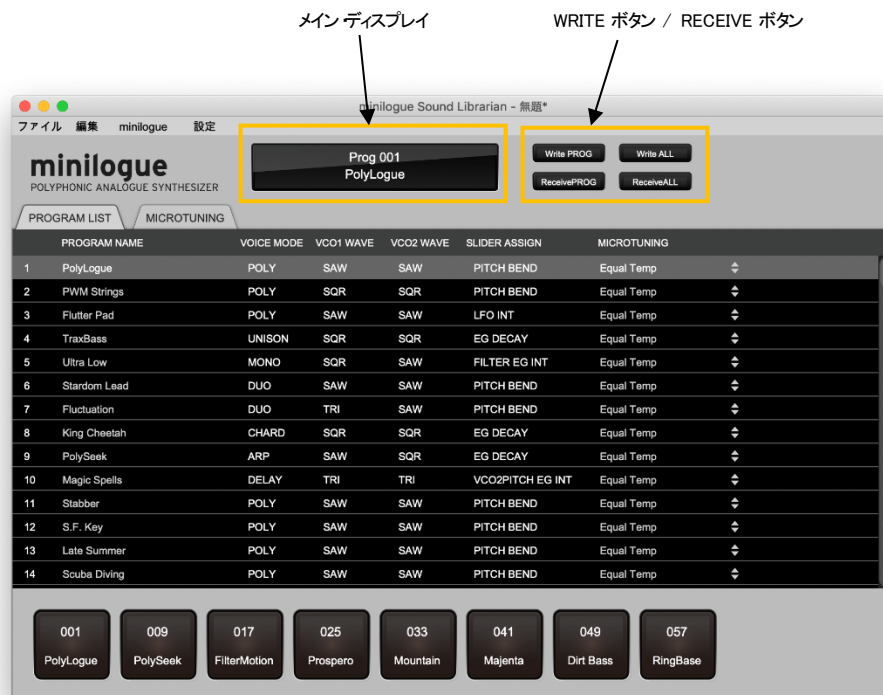 メイン ディスプレイ
WRITE ボタン / RECEIVE ボタン
minilogue Sound Librarian - 無題*
ファイル 編集 minilogue 設定
minilogue
POLYPHONIC ANALOGUE SYNTHESIZER
Prog 001
PolyLogue
Write PROG Write ALL
ReceivePROG ReceiveALL
PROGRAM LIST MICROTUNING
PROGRAM NAME VOICE MODE VCO1 WAVE VCO2 WAVE SLIDER ASSIGN MICROTUNING
1 PolyLogue POLY SAW SAW PITCH BEND Equal Temp
2 PWM Strings POLY SQR SQR PITCH BEND Equal Temp
3 Flutter Pad POLY SAW SAW LFO INT Equal Temp
4 TraxBass UNISON SQR SAW EG DECAY Equal Temp
5 Ultra Low MONO SQR SAW FILTER EG INT Equal Temp
6 Stardom Lead DUO SAW SAW PITCH BEND Equal Temp
7 Fluctuation DUO TRI SAW PITCH BEND Equal Temp
8 King Cheetah CHARD SQR SQR EG DECAY Equal Temp
9 PolySeek ARP SAW SQR EG DECAY Equal Temp
10 Magic Spells DELAY TRI TRI VCO2PITCH EG INT Equal Temp
11 Stabber POLY SAW SAW PITCH BEND Equal Temp
12 S.F. Key POLY SAW SAW PITCH BEND Equal Temp
13 Late Summer POLY SAW SAW PITCH BEND Equal Temp
14 Scuba Diving POLY SAW SAW PITCH BEND Equal Temp
001 009 017 025 033 041 049 057
PolyLogue PolySeek FilterMotion Prospero Mountain Majenta Dirt Bass RingBase